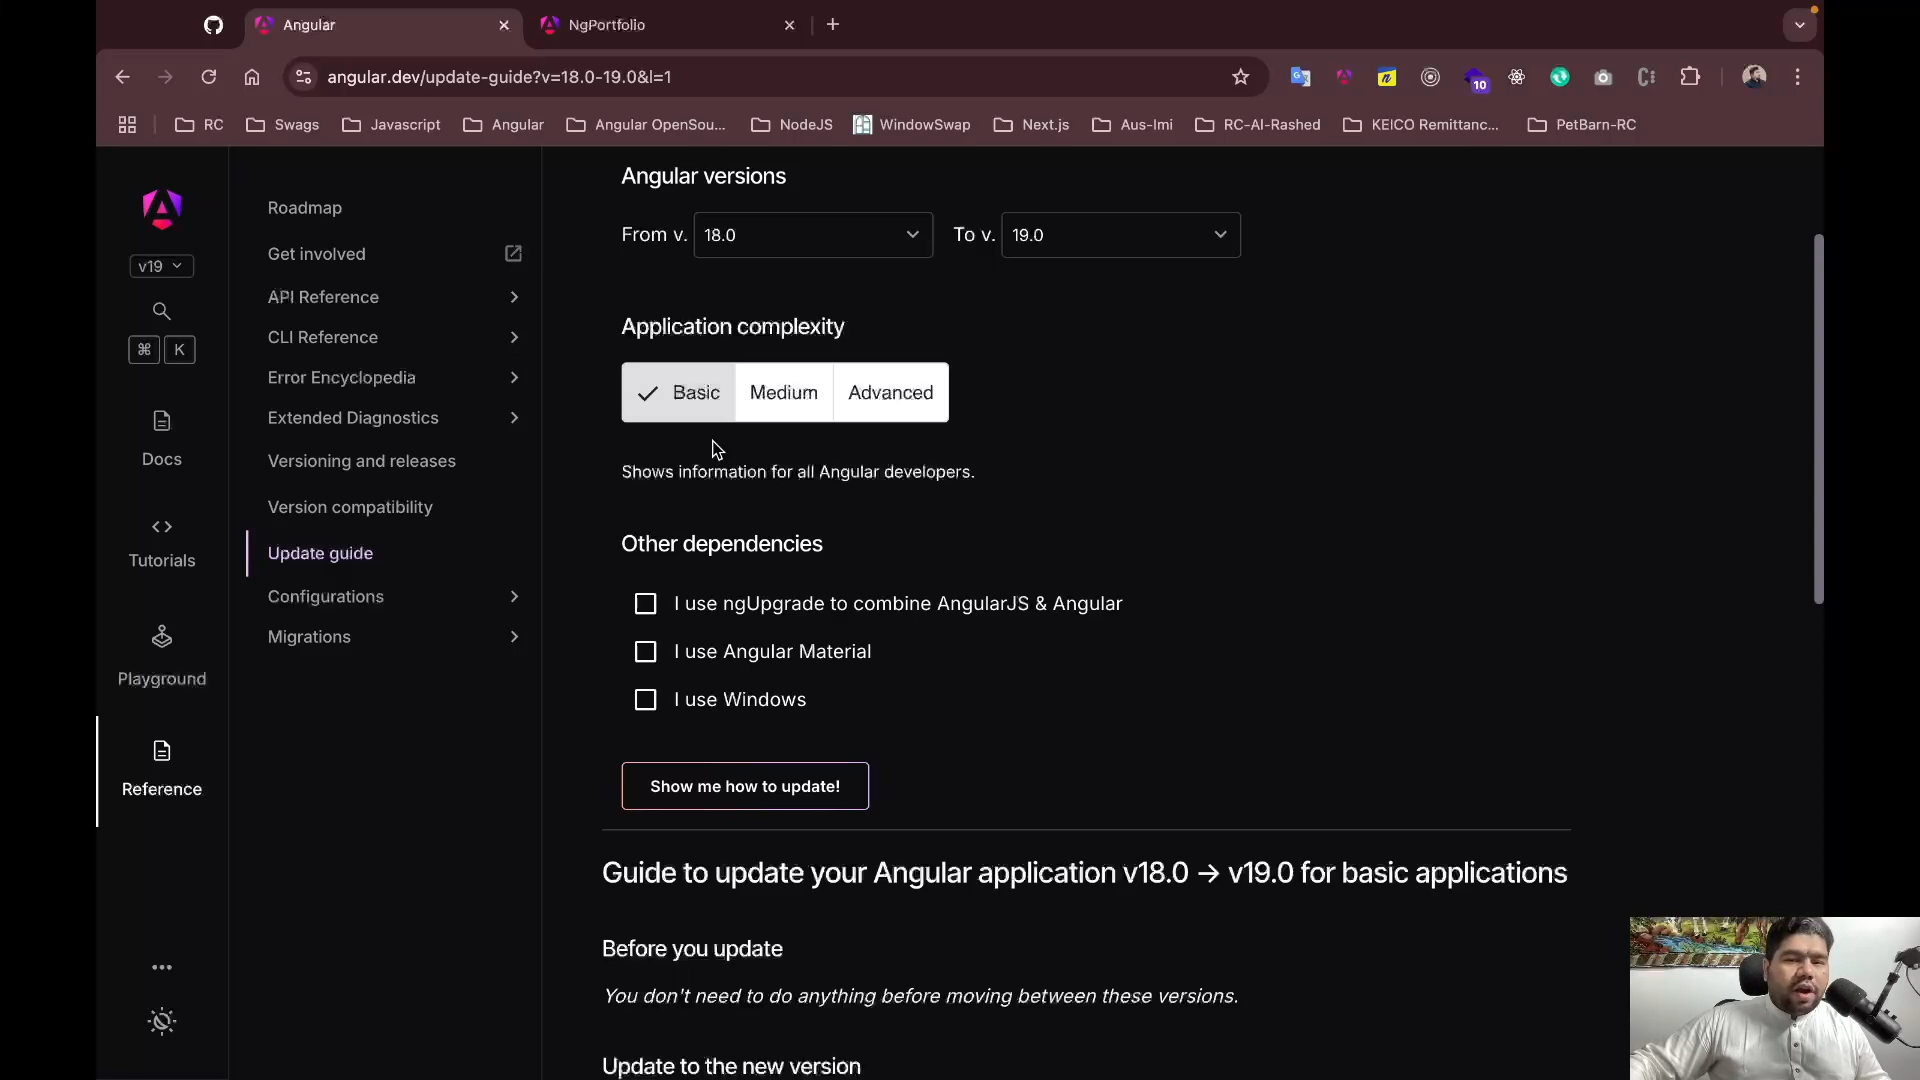 Angular
NgPortfolio
angular.dev/update-guide?v=18.0-19.0&l=1
10
RC
Swags
Javascript
Angular
Angular OpenSou...
NodeJS
WindowSwap
Next.js
Aus-Imi
RC-AI-Rashed
KEICO Remittanc...
PetBarn-RC
v19
⌘ K
Docs
Tutorials
Playground
Reference
Roadmap
Get involved
API Reference
CLI Reference
Error Encyclopedia
Extended Diagnostics
Versioning and releases
Version compatibility
Update guide
Configurations
Migrations
Angular versions
From v. 18.0 To v. 19.0
Application complexity
Basic Medium Advanced
Shows information for all Angular developers.
Other dependencies
I use ngUpgrade to combine AngularJS & Angular
I use Angular Material
I use Windows
Show me how to update!
Guide to update your Angular application v18.0 → v19.0 for basic applications
Before you update
You don't need to do anything before moving between these versions.
Update to the new version